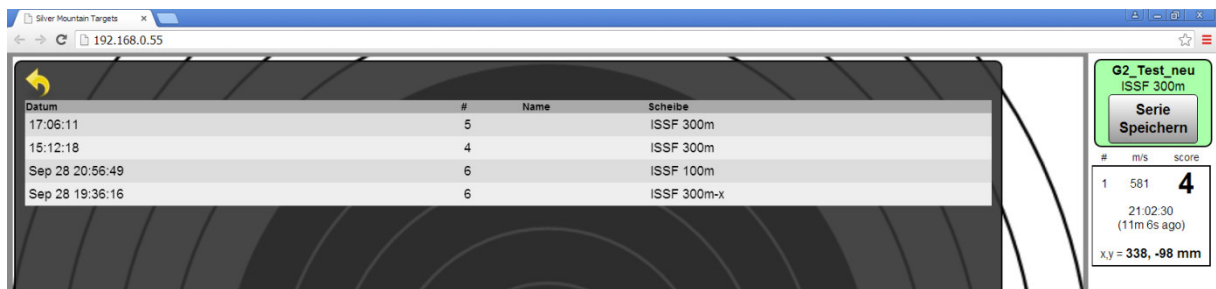 Silver Mountain Targets
192.168.0.55
Datum # Name Scheibe
17:06:11 5 ISSF 300m
15:12:18 4 ISSF 300m
Sep 28 20:56:49 6 ISSF 100m
Sep 28 19:36:16 6 ISSF 300m-x
G2_Test_neu
ISSF 300m
Serie
Speichern
# m/s score
1 581 4
21:02:30
(11m 6s ago)
x,y = 338, -98 mm